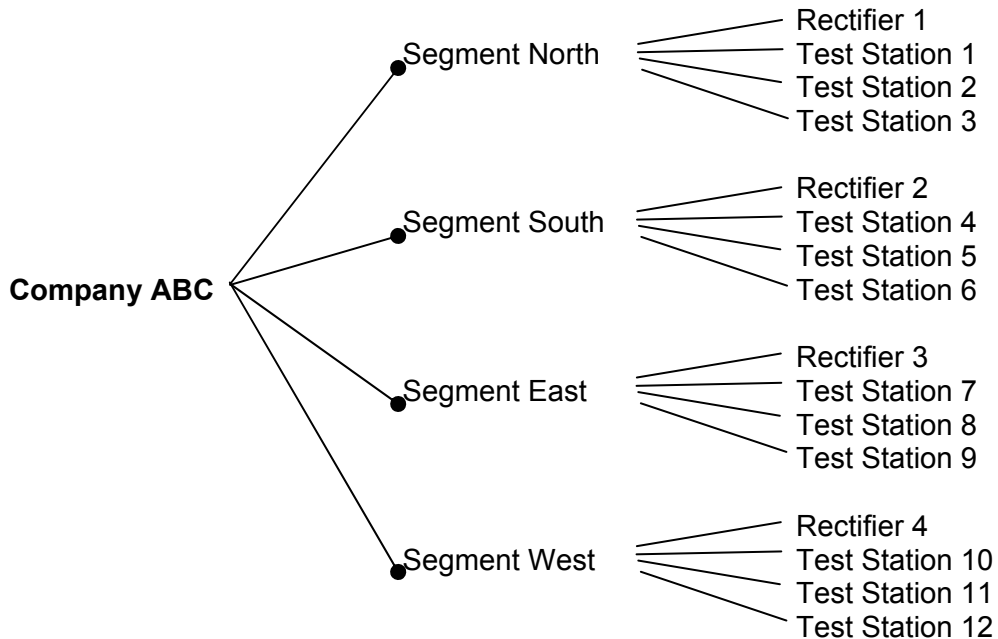 Company ABC
Segment North
Rectifier 1
Test Station 1
Test Station 2
Test Station 3
Segment South
Rectifier 2
Test Station 4
Test Station 5
Test Station 6
Segment East
Rectifier 3
Test Station 7
Test Station 8
Test Station 9
Segment West
Rectifier 4
Test Station 10
Test Station 11
Test Station 12